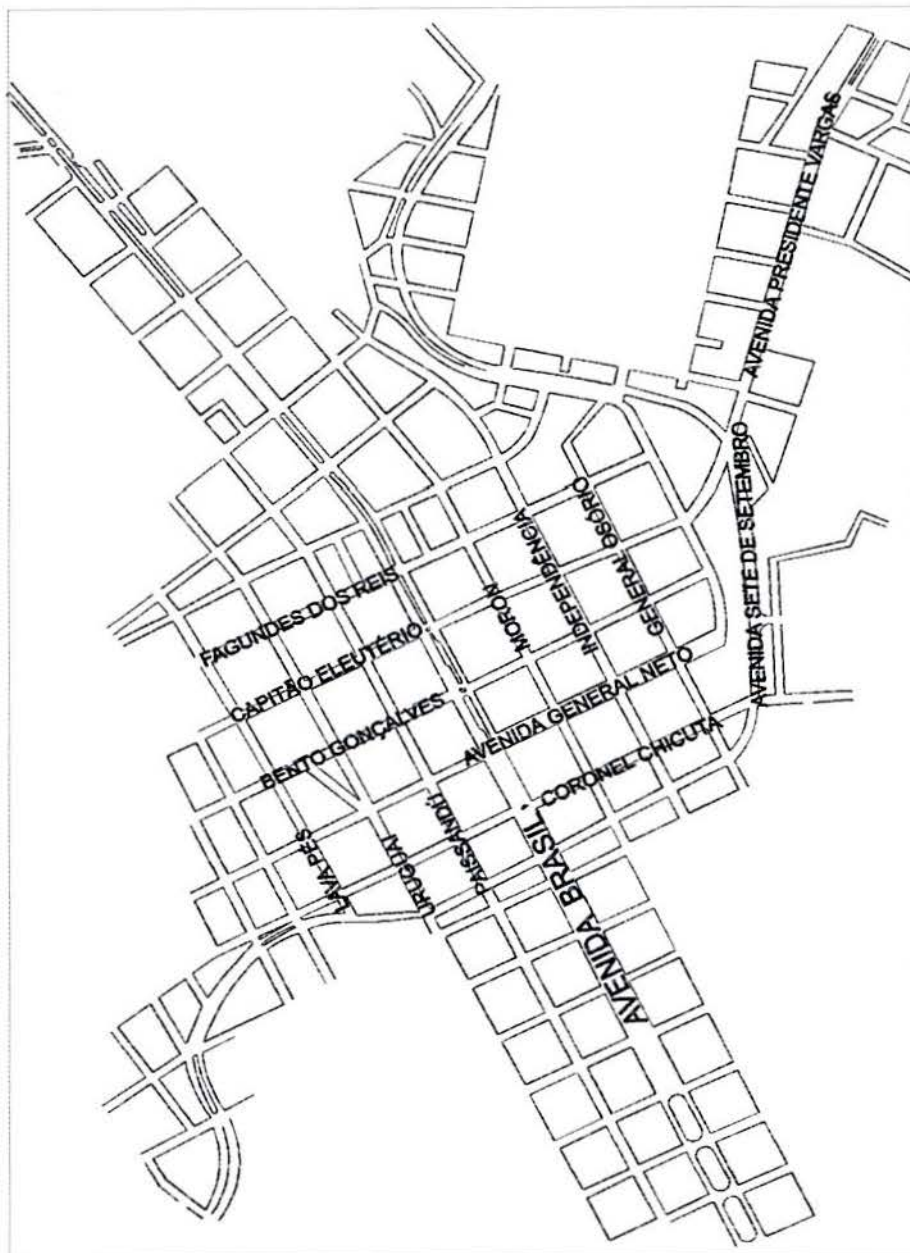 AVENIDA PRESIDENTE VARGAS
AVENIDA SETE DE SETEMBRO
GENERAL OSÓRIO
INDEPENDÊNCIA
MORON
FAGUNDES DOS REIS
CAPITÃO ELEUTÉRIO
BENTO GONÇALVES
AVENIDA GENERAL NETO
CORONEL CHICUTA
AVENIDA BRASIL
PAISSANDÚ
URUGUAI
LAVA PÉS